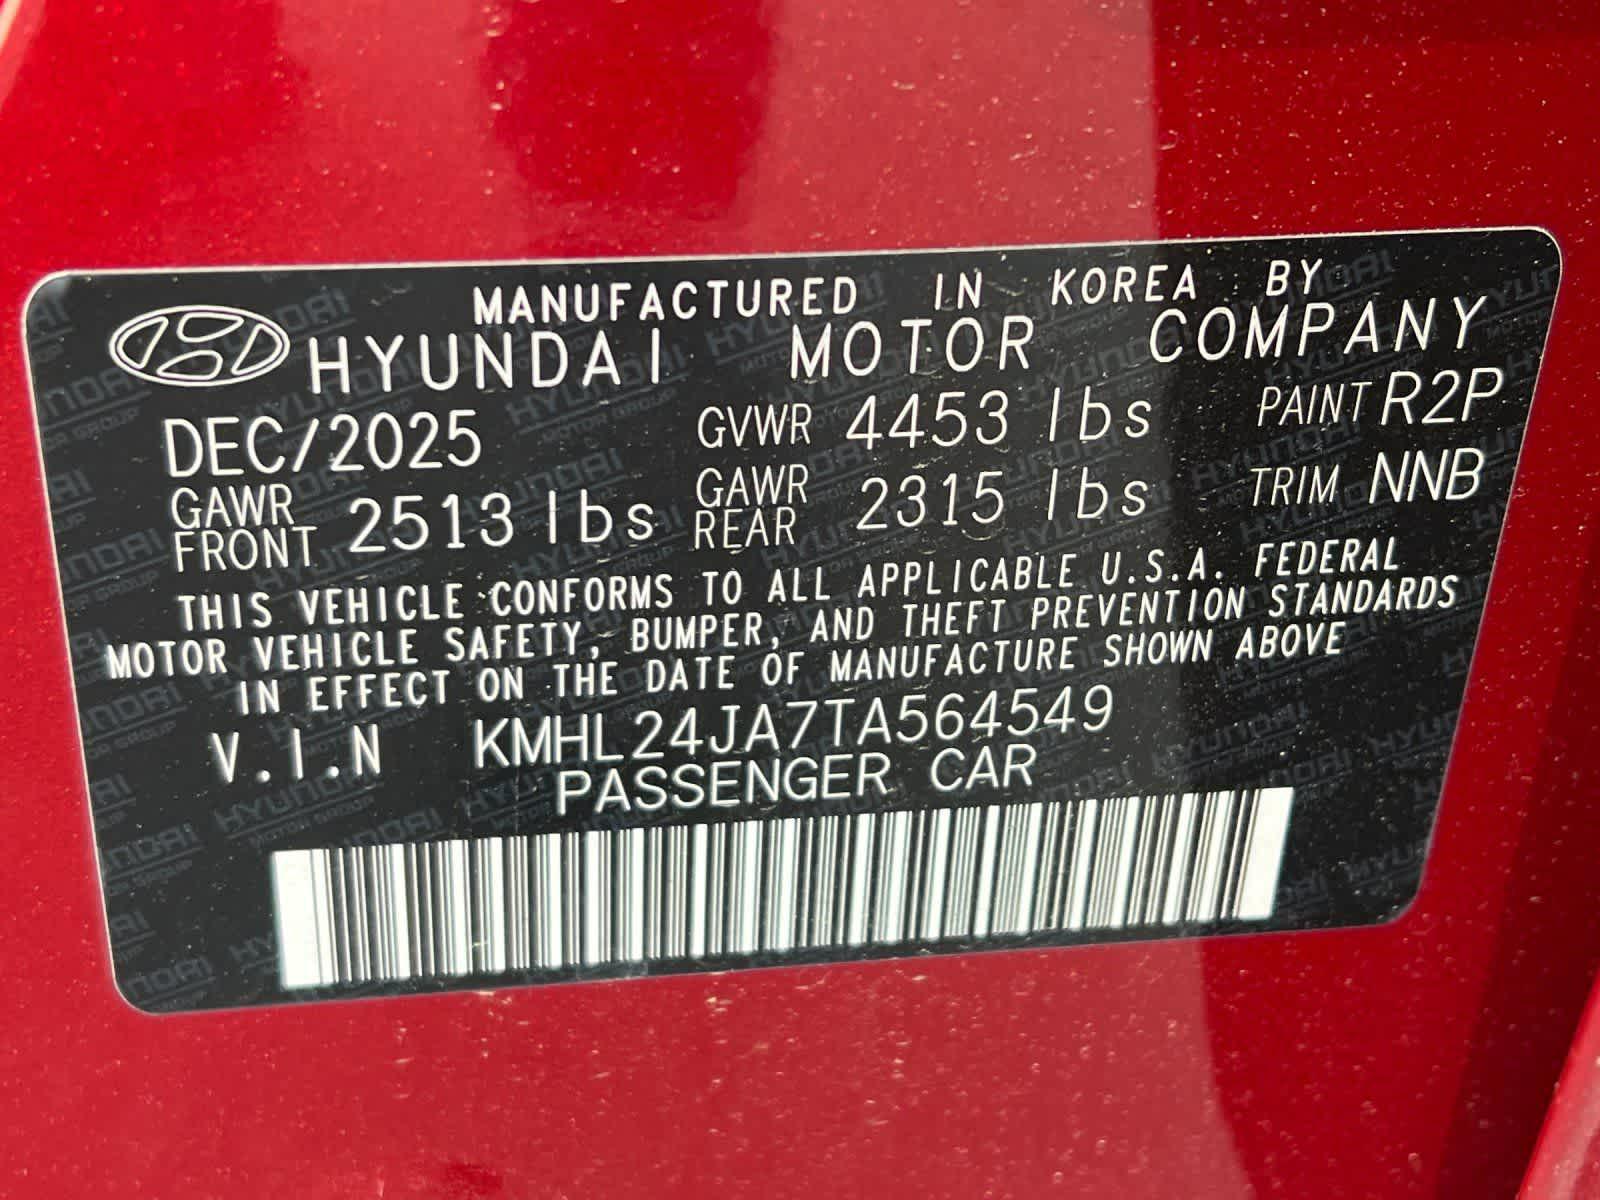 MANUFACTURED IN KOREA BY
HYUNDAI MOTOR COMPANY
DEC/2025 GVWR 4453 lbs PAINT R2P
GAWR FRONT 2513 lbs GAWR REAR 2315 lbs TRIM NNB
THIS VEHICLE CONFORMS TO ALL APPLICABLE U.S.A. FEDERAL
MOTOR VEHICLE SAFETY, BUMPER, AND THEFT PREVENTION STANDARDS
IN EFFECT ON THE DATE OF MANUFACTURE SHOWN ABOVE
V.I.N KMHL24JA7TA564549
PASSENGER CAR